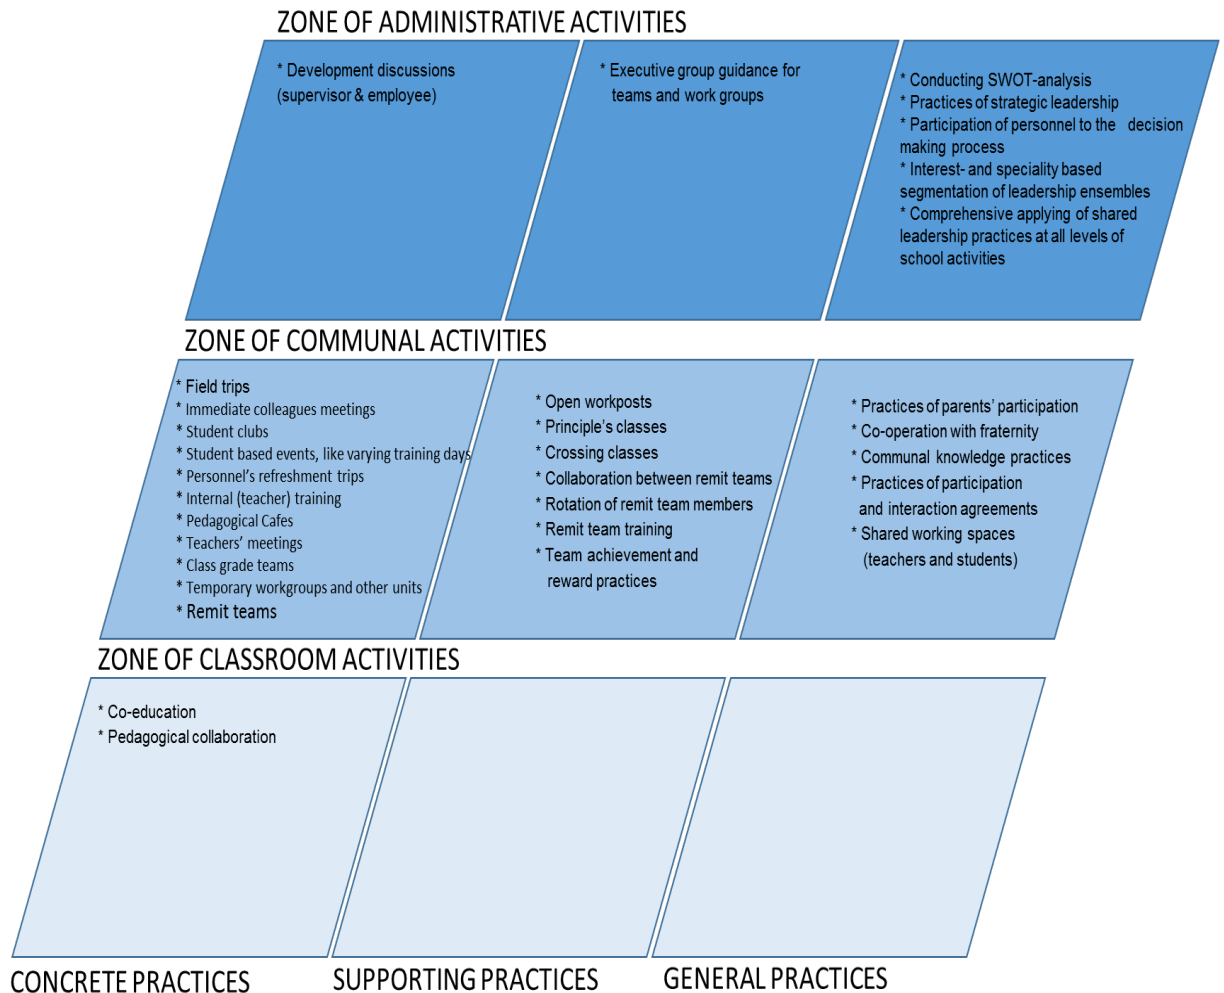 ZONE OF ADMINISTRATIVE ACTIVITIES
* Development discussions
(supervisor & employee)
* Executive group guidance for
teams and work groups
* Conducting SWOT-analysis
* Practices of strategic leadership
* Participation of personnel to the decision
making process
* Interest- and speciality based
segmentation of leadership ensembles
* Comprehensive applying of shared
leadership practices at all levels of
school activities
ZONE OF COMMUNAL ACTIVITIES
* Field trips
* Immediate colleagues meetings
* Student clubs
* Student based events, like varying training days
* Personnel's refreshment trips
* Internal (teacher) training
* Pedagogical Cafes
* Teachers' meetings
* Class grade teams
* Temporary workgroups and other units
* Remit teams
* Open workposts
* Principle's classes
* Crossing classes
* Collaboration between remit teams
* Rotation of remit team members
* Remit team training
* Team achievement and
reward practices
* Practices of parents' participation
* Co-operation with fraternity
* Communal knowledge practices
* Practices of participation
and interaction agreements
* Shared working spaces
(teachers and students)
ZONE OF CLASSROOM ACTIVITIES
* Co-education
* Pedagogical collaboration
CONCRETE PRACTICES
SUPPORTING PRACTICES
GENERAL PRACTICES